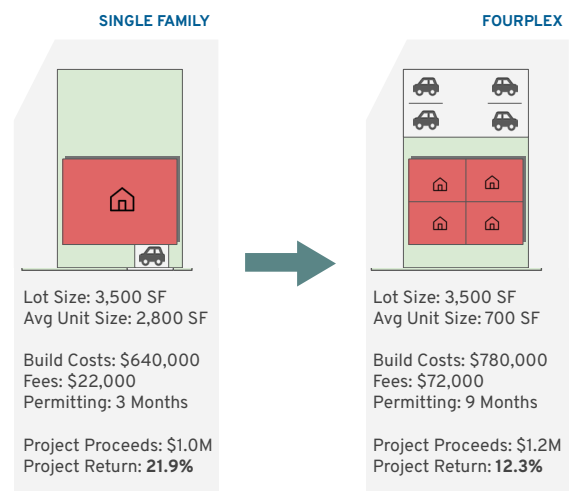 SINGLE FAMILY
Lot Size: 3,500 SF
Avg Unit Size: 2,800 SF
Build Costs: $640,000
Fees: $22,000
Permitting: 3 Months
Project Proceeds: $1.0M
Project Return: 21.9%
FOURPLEX
Lot Size: 3,500 SF
Avg Unit Size: 700 SF
Build Costs: $780,000
Fees: $72,000
Permitting: 9 Months
Project Proceeds: $1.2M
Project Return: 12.3%